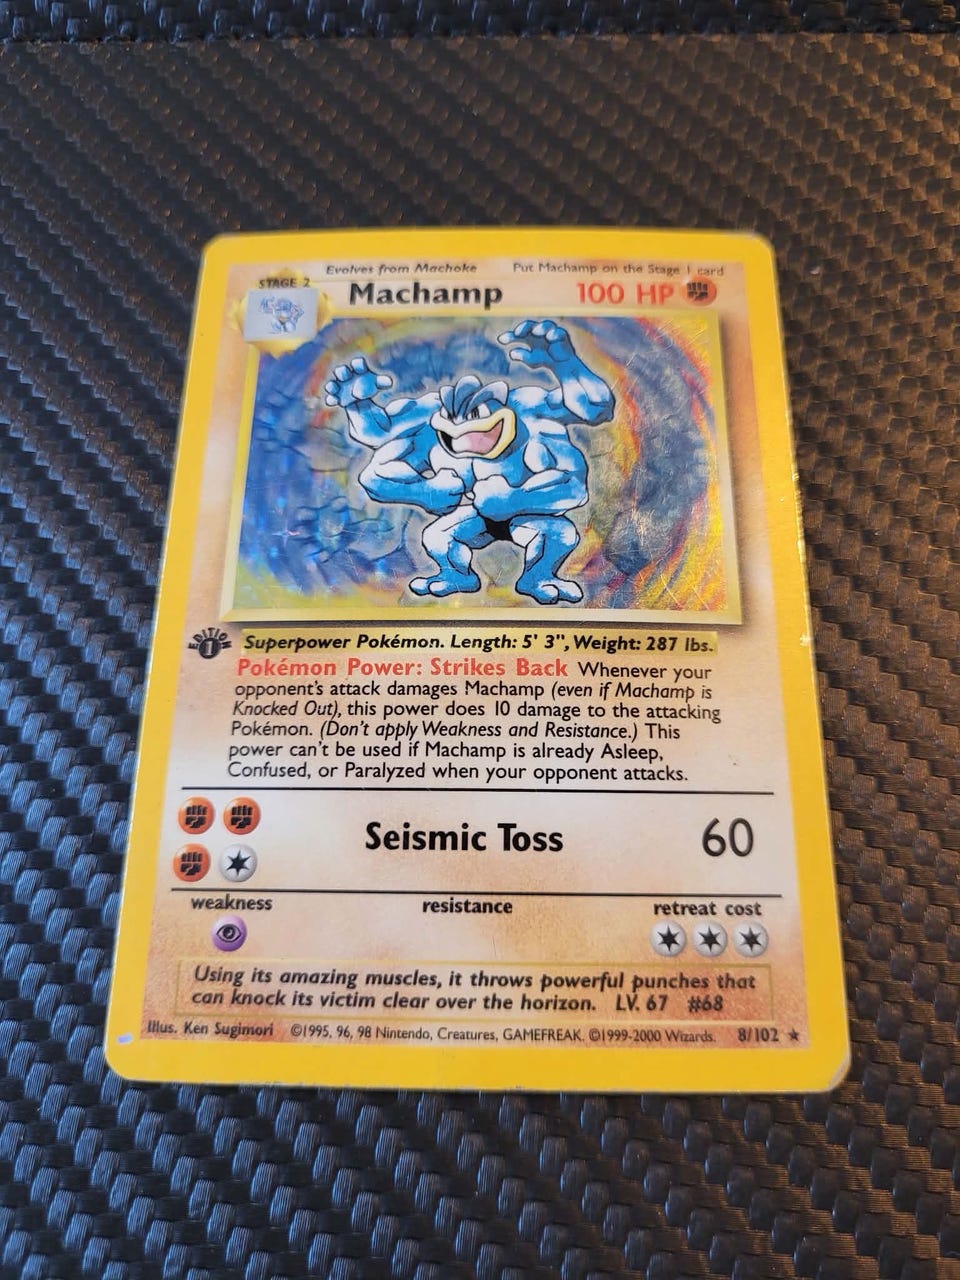 Evolves from Machoke Put Machamp on the Stage 1 card
STAGE 2 Machamp 100 HP
EDITION 1
Superpower Pokémon. Length: 5' 3", Weight: 287 lbs.
Pokémon Power: Strikes Back Whenever your
opponent's attack damages Machamp (even if Machamp is
Knocked Out), this power does 10 damage to the attacking
Pokémon. (Don't apply Weakness and Resistance.) This
power can't be used if Machamp is already Asleep,
Confused, or Paralyzed when your opponent attacks.
Seismic Toss 60
weakness resistance retreat cost
Using its amazing muscles, it throws powerful punches that
can knock its victim clear over the horizon. LV. 67 #68
Illus. Ken Sugimori ©1995, 96, 98 Nintendo, Creatures, GAMEFREAK. ©1999-2000 Wizards. 8/102 ★